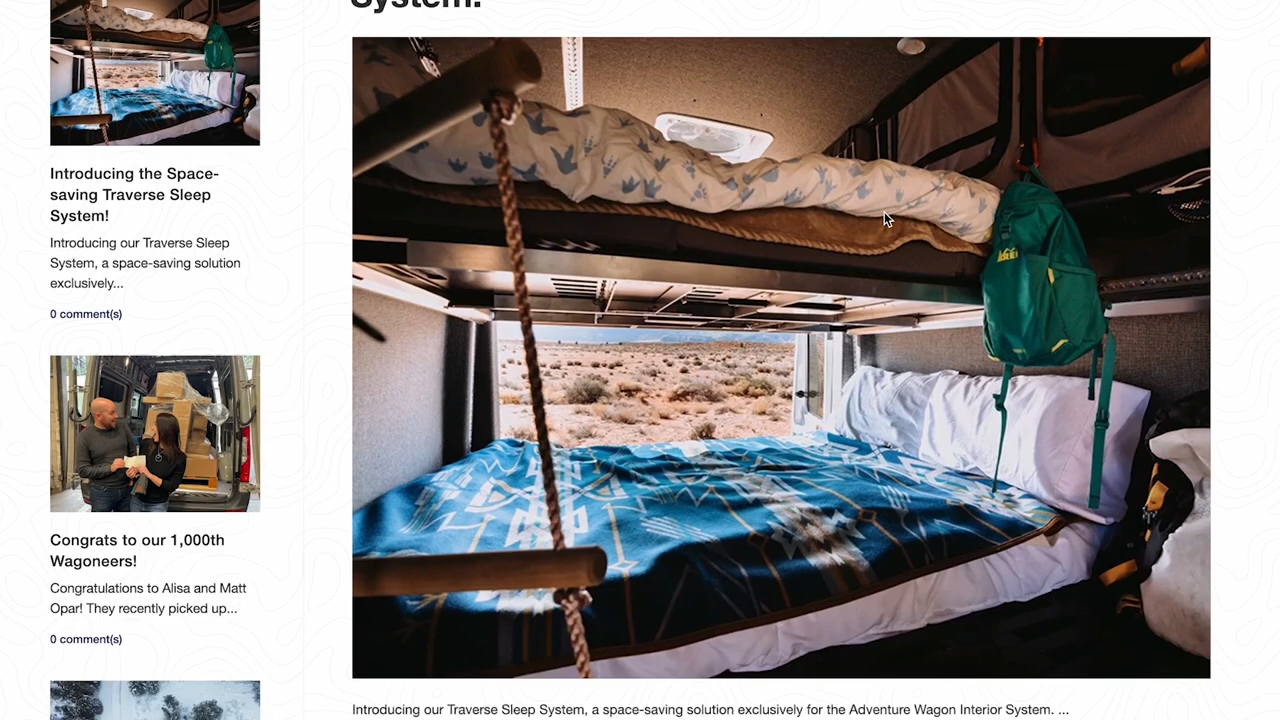 System!
Introducing the Space-
saving Traverse Sleep
System!
Introducing our Traverse Sleep
System, a space-saving solution
exclusively...
0 comment(s)
Congrats to our 1,000th
Wagoneers!
Congratulations to Alisa and Matt
Opar! They recently picked up...
0 comment(s)
REI
Introducing our Traverse Sleep System, a space-saving solution exclusively for the Adventure Wagon Interior System. ...